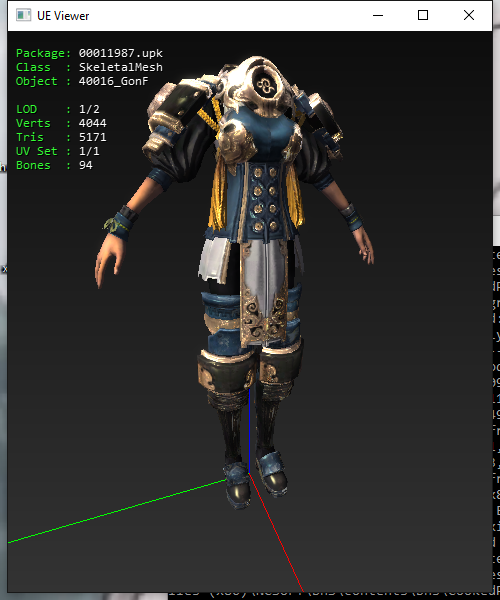 UE Viewer
Package: 00011987.upk
Class : SkeletalMesh
Object : 40016_GonF
LOD : 1/2
Verts : 4044
Tris : 5171
UV Set : 1/1
Bones : 94